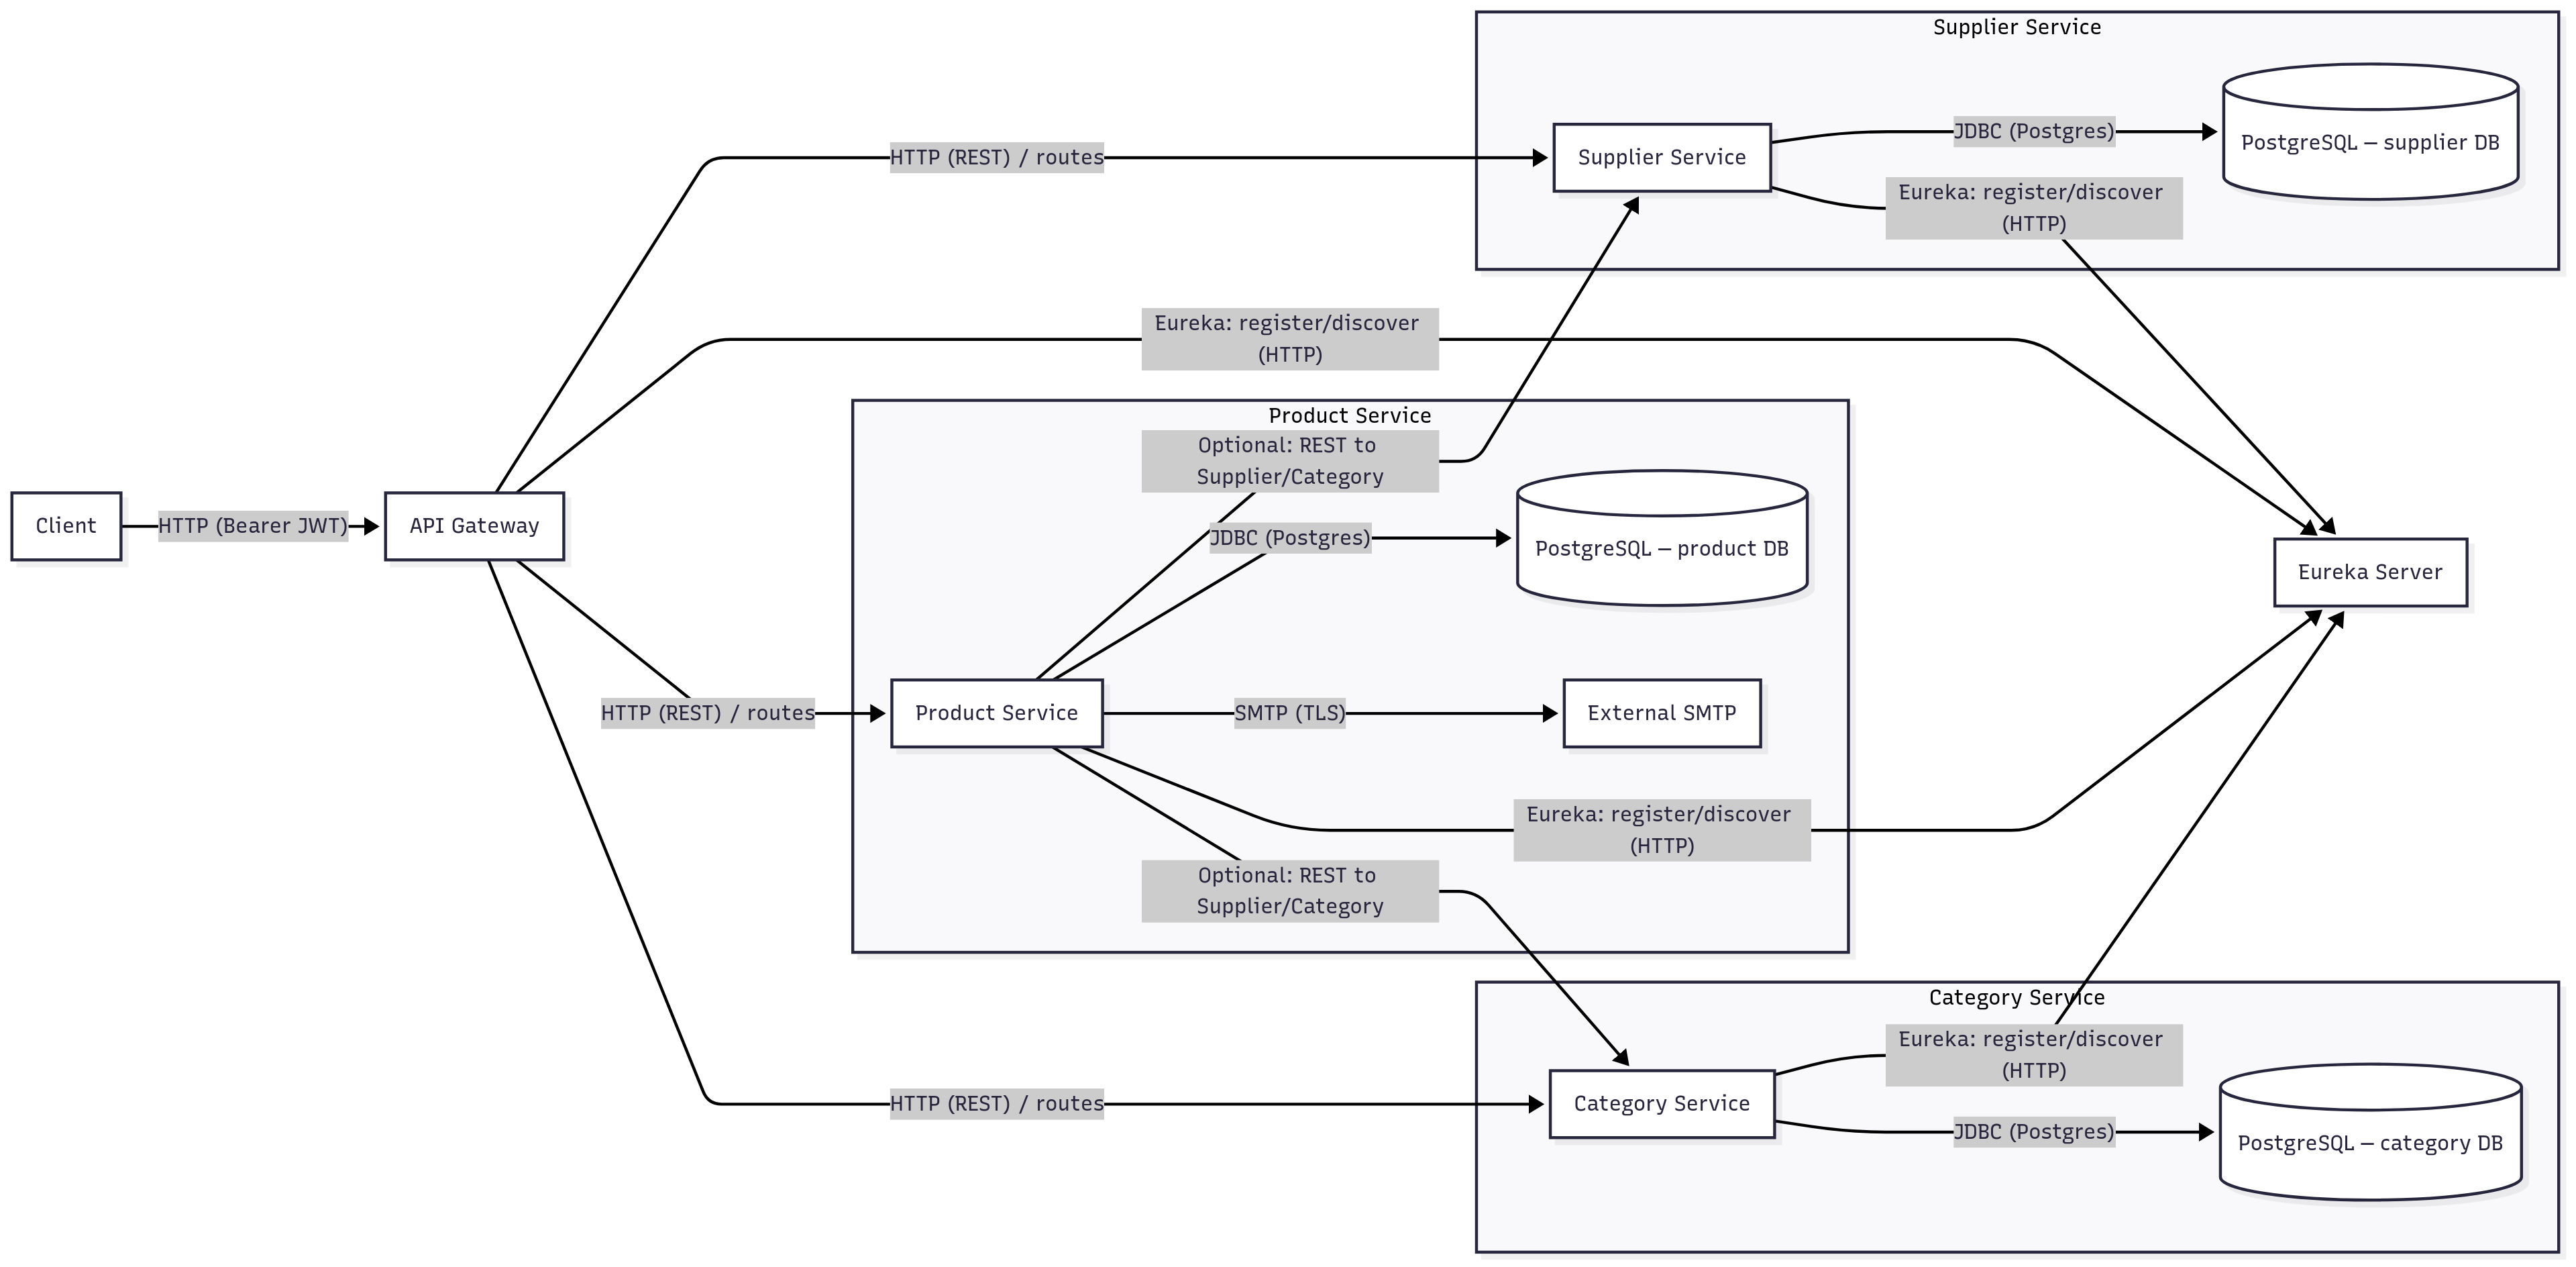 Supplier Service
PostgreSQL — supplier DB
JDBC (Postgres)
Supplier Service
HTTP (REST) / routes
Eureka: register/discover
(HTTP)
Eureka: register/discover
(HTTP)
Product Service
Optional: REST to
Supplier/Category
Client
HTTP (Bearer JWT)
API Gateway
JDBC (Postgres)
PostgreSQL — product DB
Eureka Server
HTTP (REST) / routes
Product Service
SMTP (TLS)
External SMTP
Eureka: register/discover
(HTTP)
Optional: REST to
Supplier/Category
Category Service
Eureka: register/discover
(HTTP)
HTTP (REST) / routes
Category Service
JDBC (Postgres)
PostgreSQL — category DB